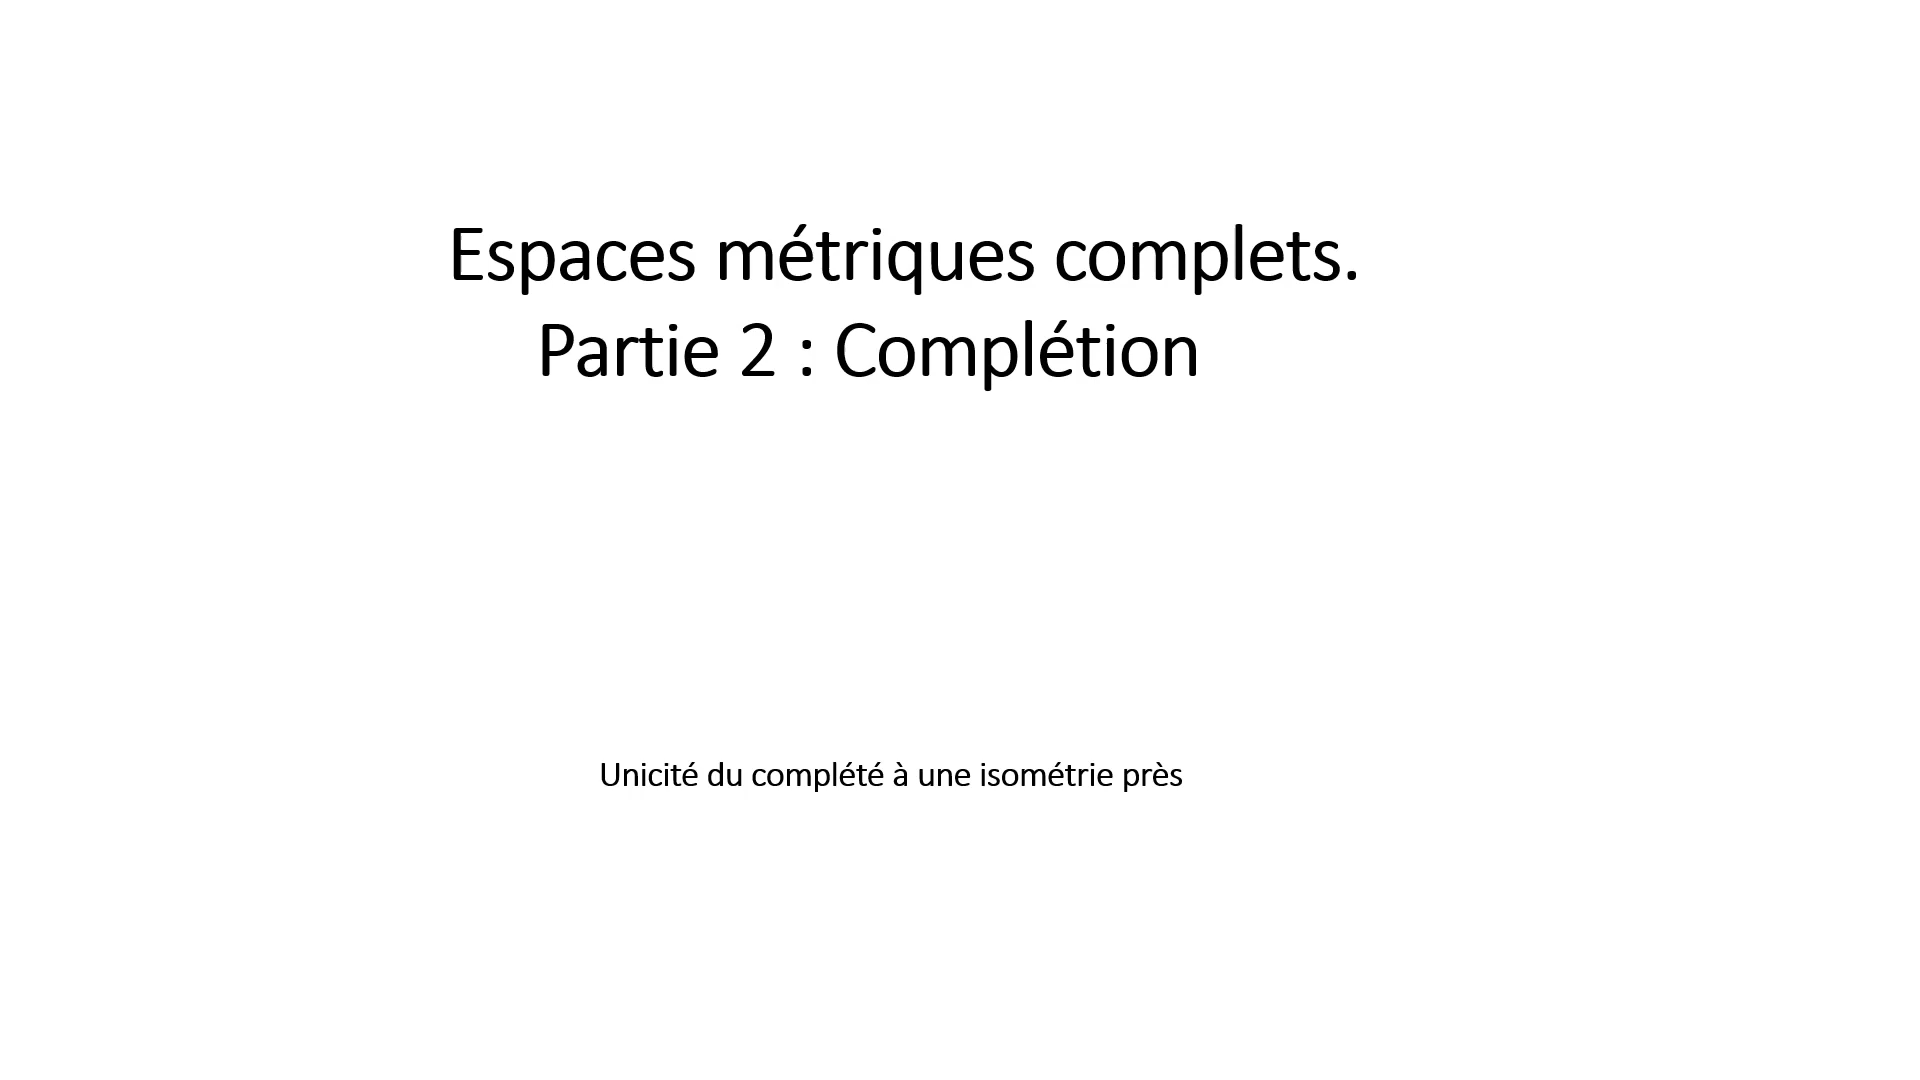 Espaces métriques complets.
Partie 2 : Complétion
Unicité du complété à une isométrie près